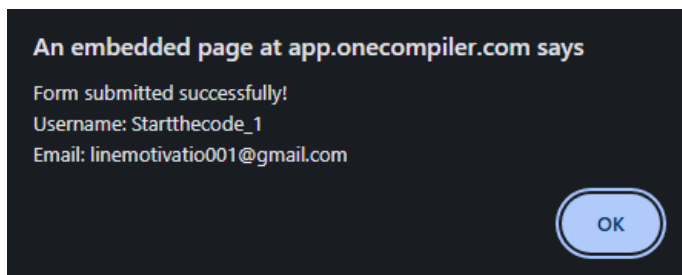 An embedded page at app.onecompiler.com says
Form submitted successfully!
Username: Startthecode_1
Email: linemotivatio001@gmail.com
OK